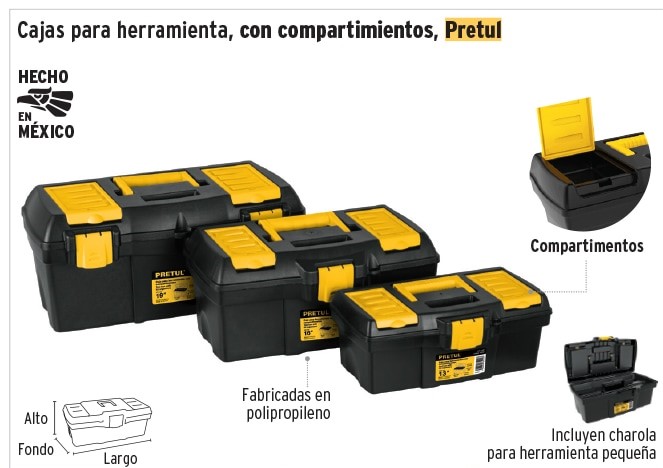 Cajas para herramienta, con compartimientos, Pretul
HECHO
EN
MÉXICO
Compartimentos
PRETUL
19"
PRETUL
16"
PRETUL
13"
Fabricadas en
polipropileno
Alto
Fondo
Largo
Incluyen charola
para herramienta pequeña